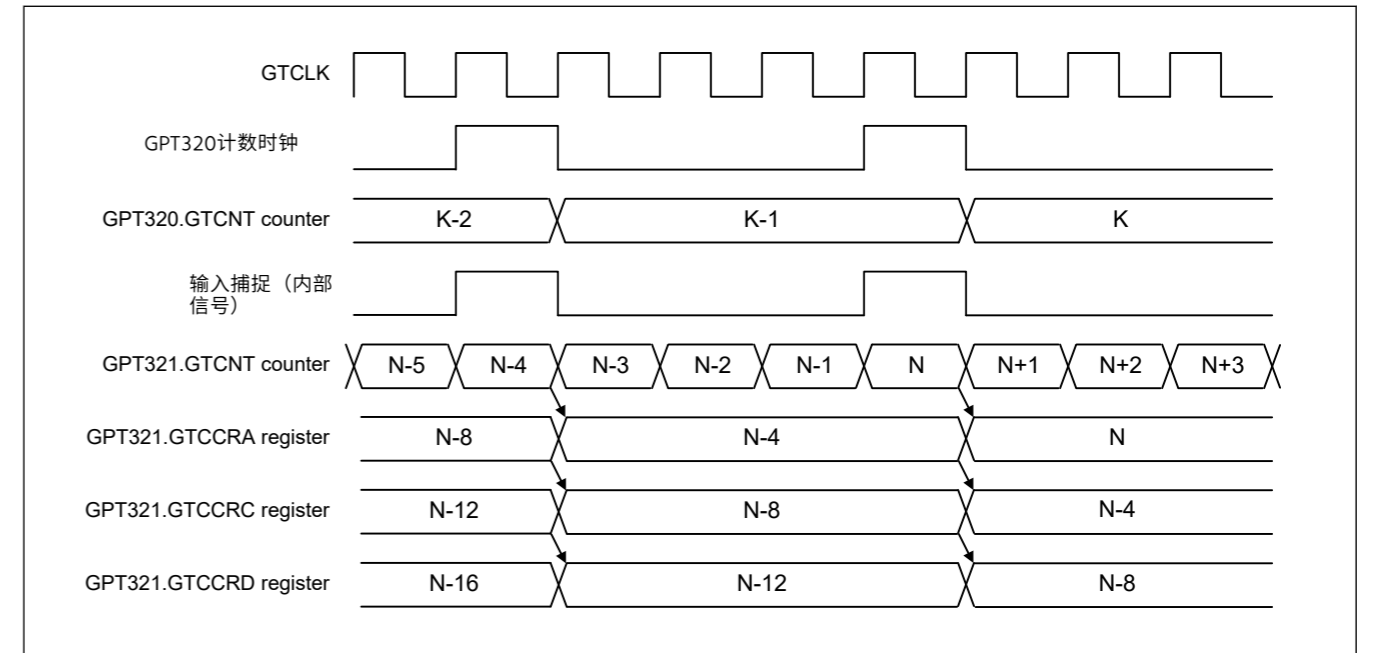 GTCLK
GPT320计数时钟
GPT320.GTCNT counter
K-2 K-1 K
输入捕捉（内部
信号）
GPT321.GTCNT counter
N-5 N-4 N-3 N-2 N-1 N N+1 N+2 N+3
GPT321.GTCCRA register
N-8 N-4 N
GPT321.GTCCRC register
N-12 N-8 N-4
GPT321.GTCCRD register
N-16 N-12 N-8